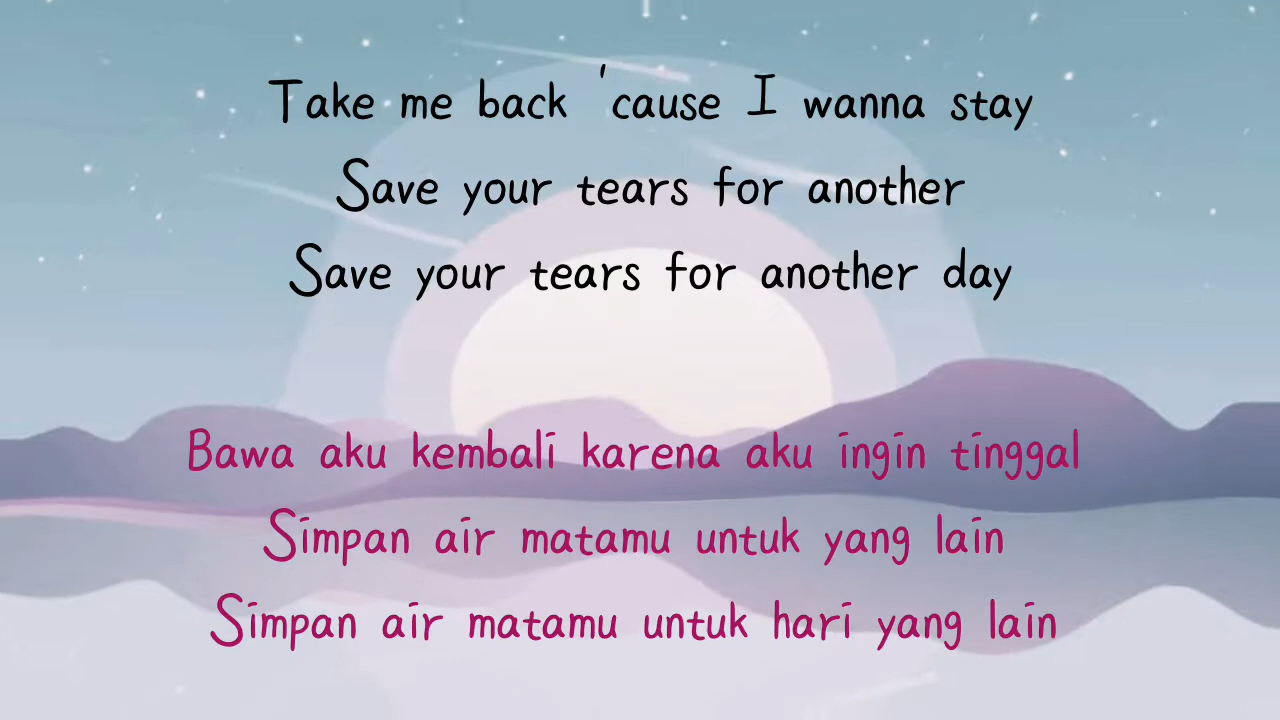 Take me back 'cause I wanna stay
Save your tears for another
Save your tears for another day
Bawa aku kembali karena aku ingin tinggal
Simpan air matamu untuk yang lain
Simpan air matamu untuk hari yang lain